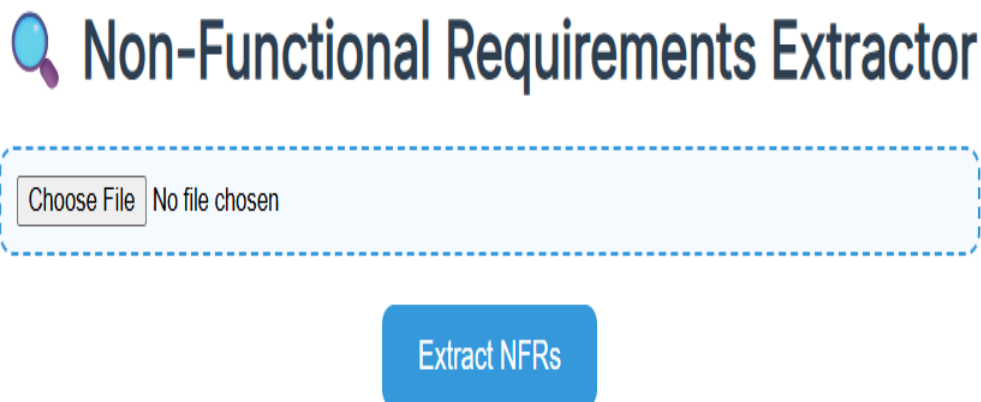 Non-Functional Requirements Extractor
Choose File No file chosen
Extract NFRs